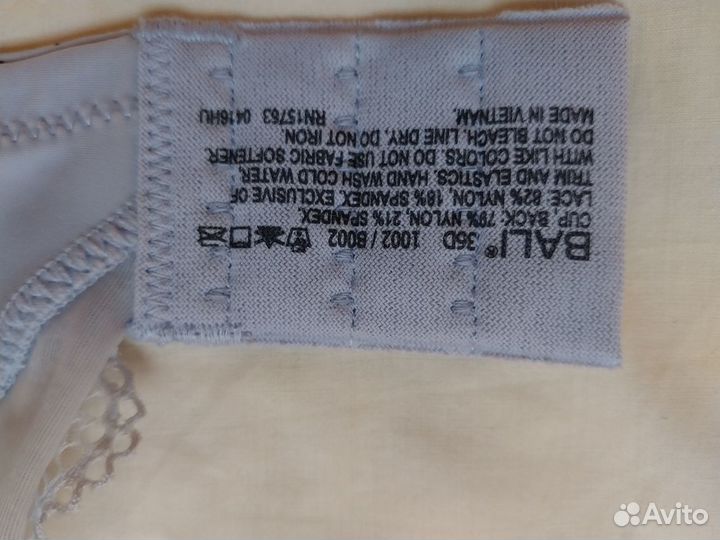 BALI® 36D 1002 / B002
CUP, BACK: 79% NYLON, 21% SPANDEX.
LACE: 82% NYLON, 18% SPANDEX. EXCLUSIVE OF
TRIM AND ELASTICS. HAND WASH COLD WATER,
WITH LIKE COLORS. DO NOT USE FABRIC SOFTENER.
DO NOT BLEACH. LINE DRY, DO NOT IRON.
MADE IN VIETNAM.
RN15763 0416HU
Avito